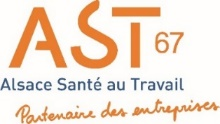 AST 67
Alsace Santé au Travail
Partenaire des entreprises